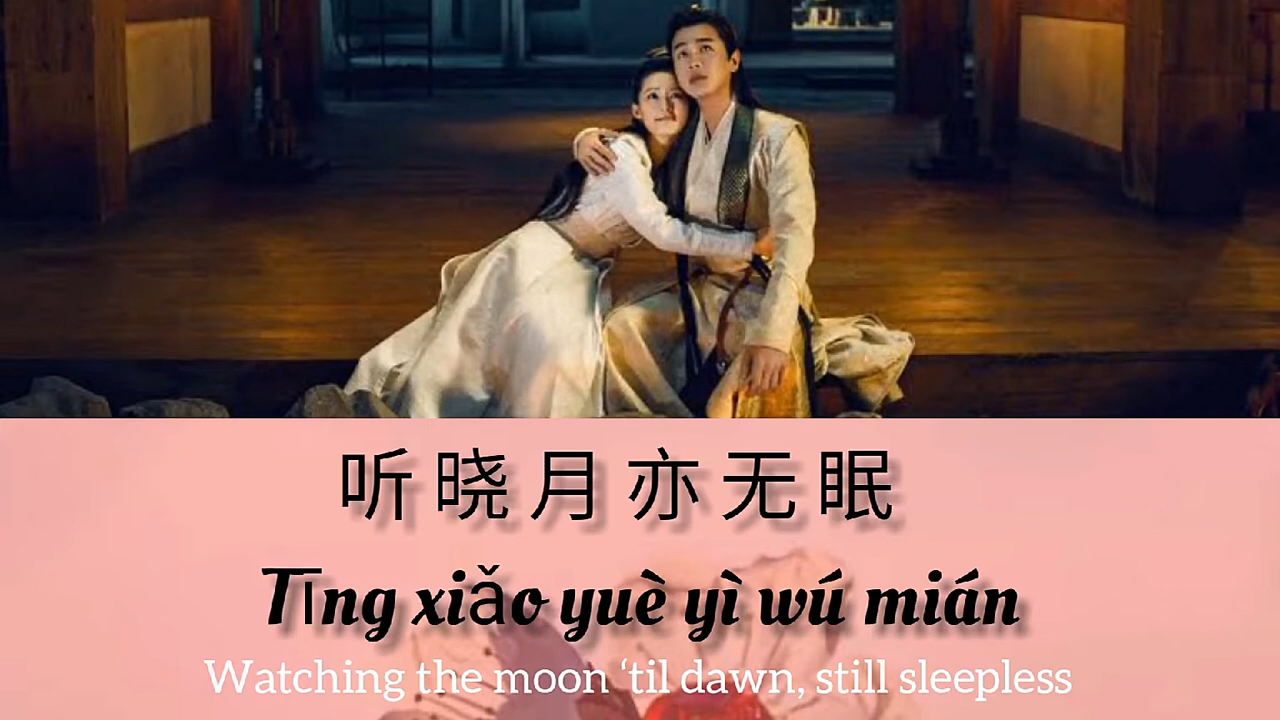 听晓月亦无眠
Tīng xiǎo yuè yì wú mián
Watching the moon ‘til dawn, still sleepless